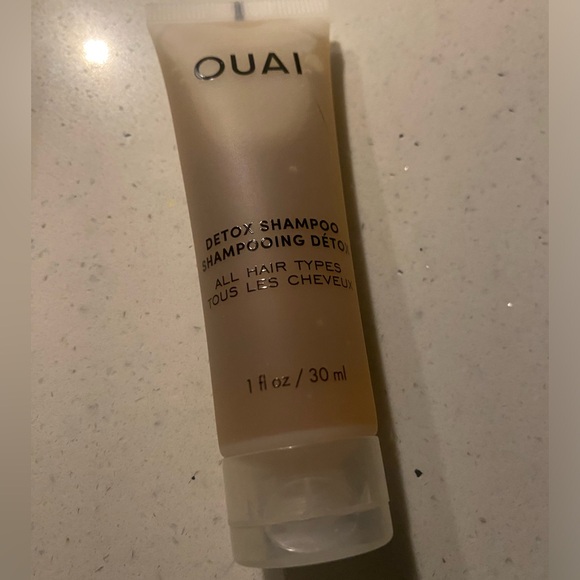 OUAI
DETOX SHAMPOO
SHAMPOOING DÉTOX
ALL HAIR TYPES
TOUS LES CHEVEUX
1 fl oz / 30 ml